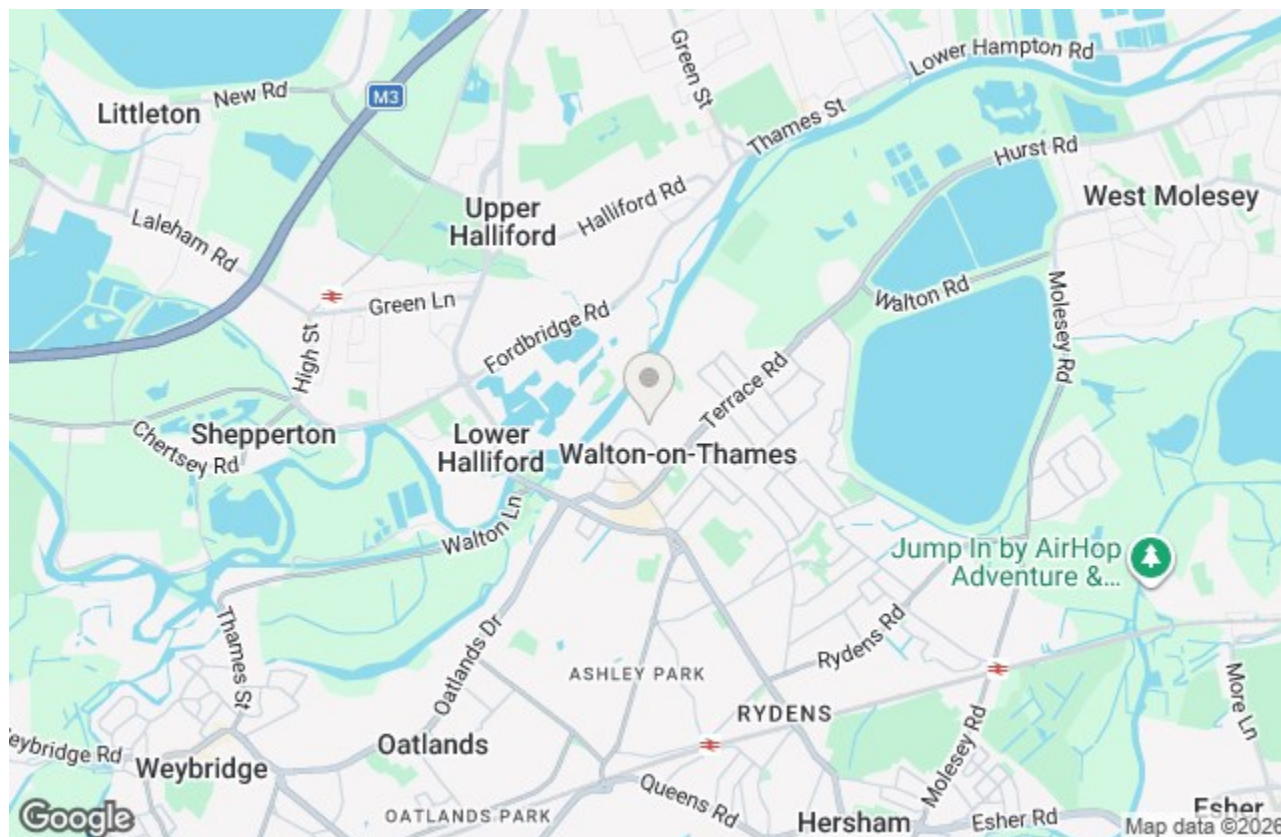 Lower Hampton Rd
Green St
New Rd
M3
Littleton
Thames St
Hurst Rd
West Molesey
Upper
Halliford
Halliford Rd
Laleham Rd
Green Ln
Walton Rd
Molesey Rd
High St
Fordbridge Rd
Terrace Rd
Chertsey Rd
Shepperton
Lower
Halliford
Walton-on-Thames
Walton Ln
Jump In by AirHop
Adventure &...
Thames St
Oatlands Dr
Rydens Rd
ASHLEY PARK
RYDENS
More Ln
Molesey Rd
eybridge Rd
Weybridge
Oatlands
Queens Rd
OATLANDS PARK
Hersham
Esher Rd
Esher
Google
Map data ©2026